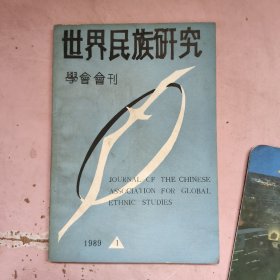 世界民族研究
學會會刊
JOURNAL OF THE CHINESE
ASSOCIATION FOR GLOBAL
ETHNIC STUDIES
1989 1